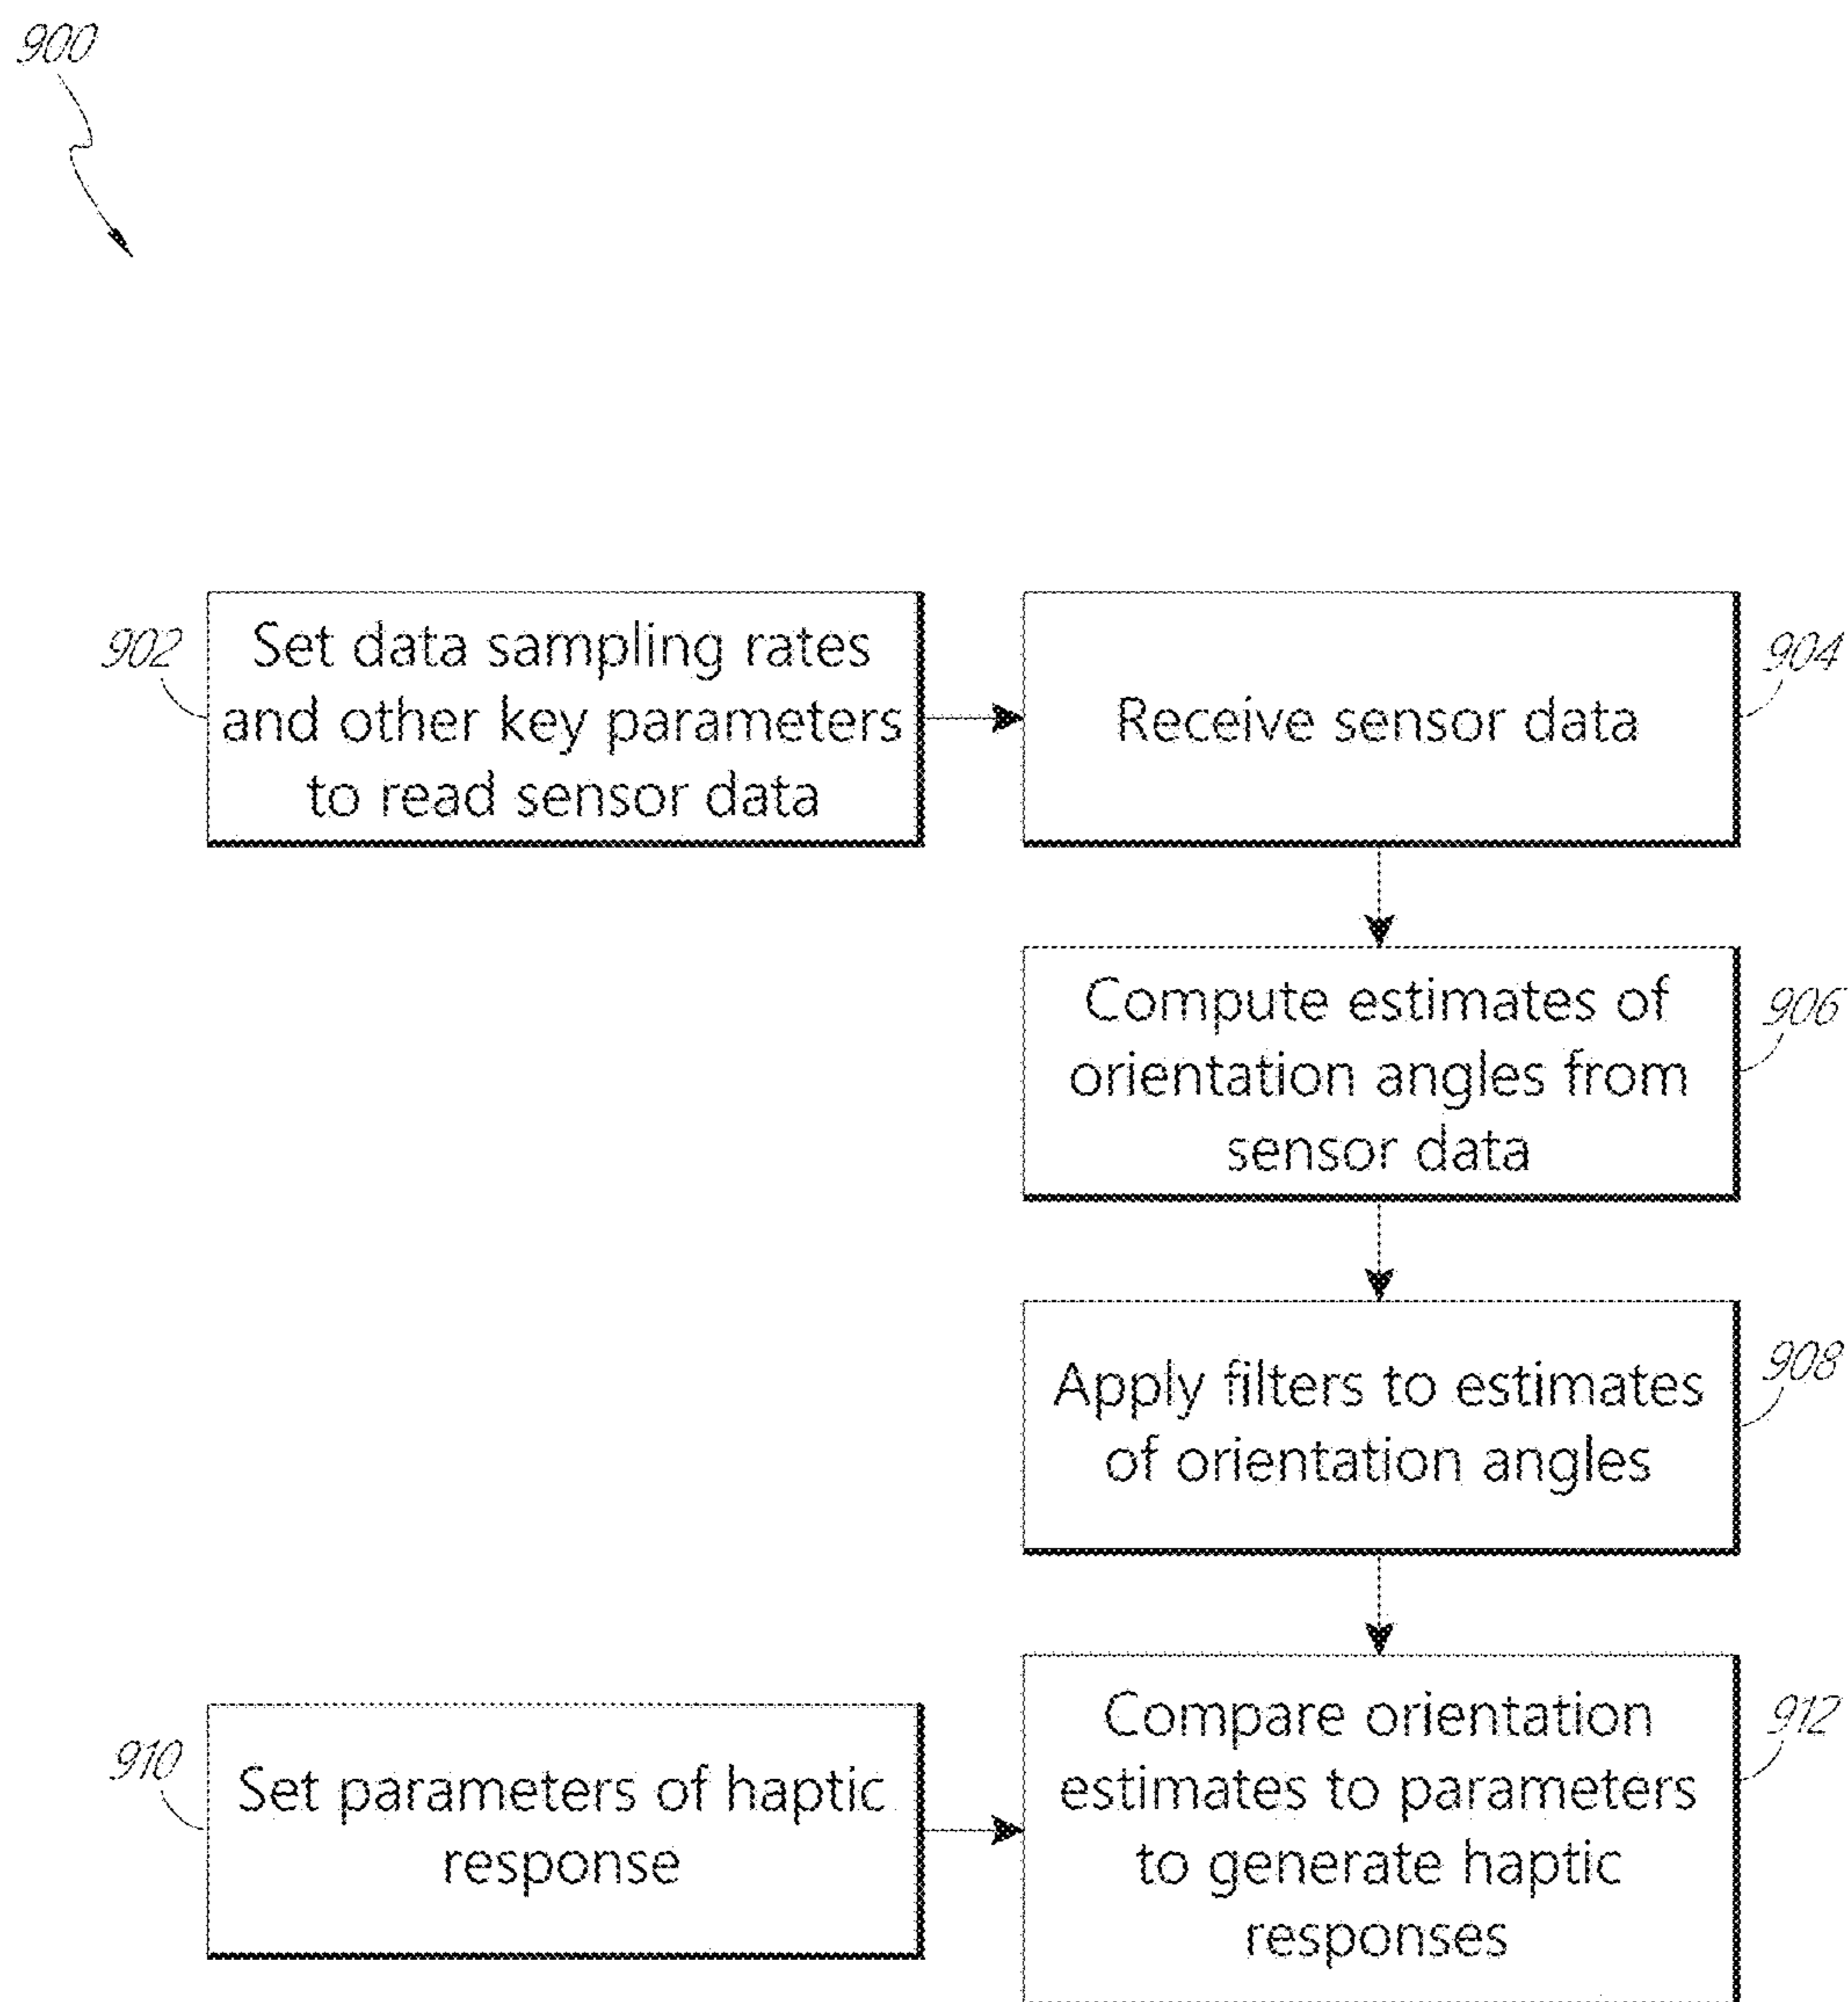 900
902
Set data sampling rates
and other key parameters
to read sensor data
Receive sensor data
904
Compute estimates of
orientation angles from
sensor data
906
Apply filters to estimates
of orientation angles
908
910
Set parameters of haptic
response
Compare orientation
estimates to parameters
to generate haptic
responses
912